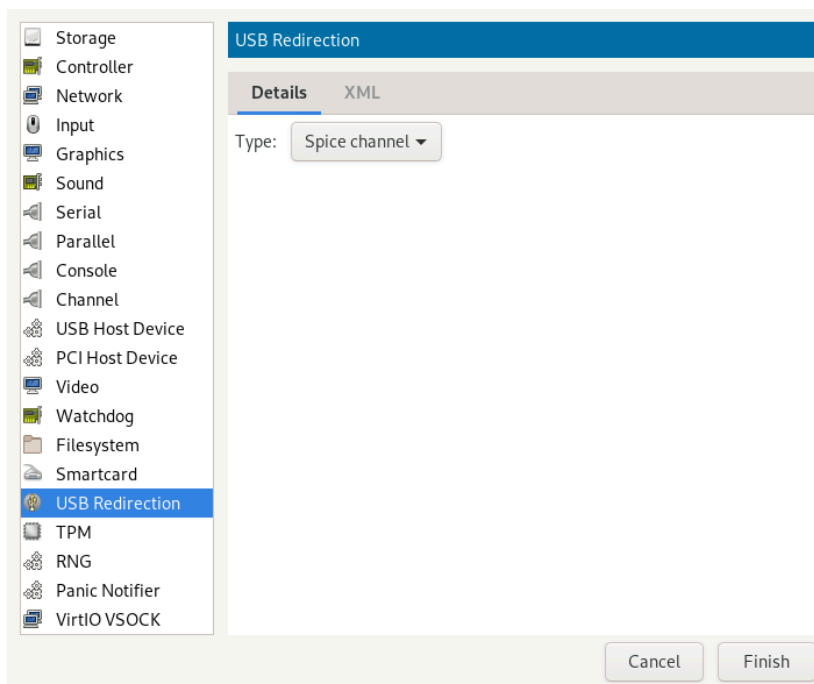 Storage
Controller
Network
Input
Graphics
Sound
Serial
Parallel
Console
Channel
USB Host Device
PCI Host Device
Video
Watchdog
Filesystem
Smartcard
USB Redirection
TPM
RNG
Panic Notifier
VirtIO VSOCK
USB Redirection
Details XML
Type: Spice channel
Cancel Finish